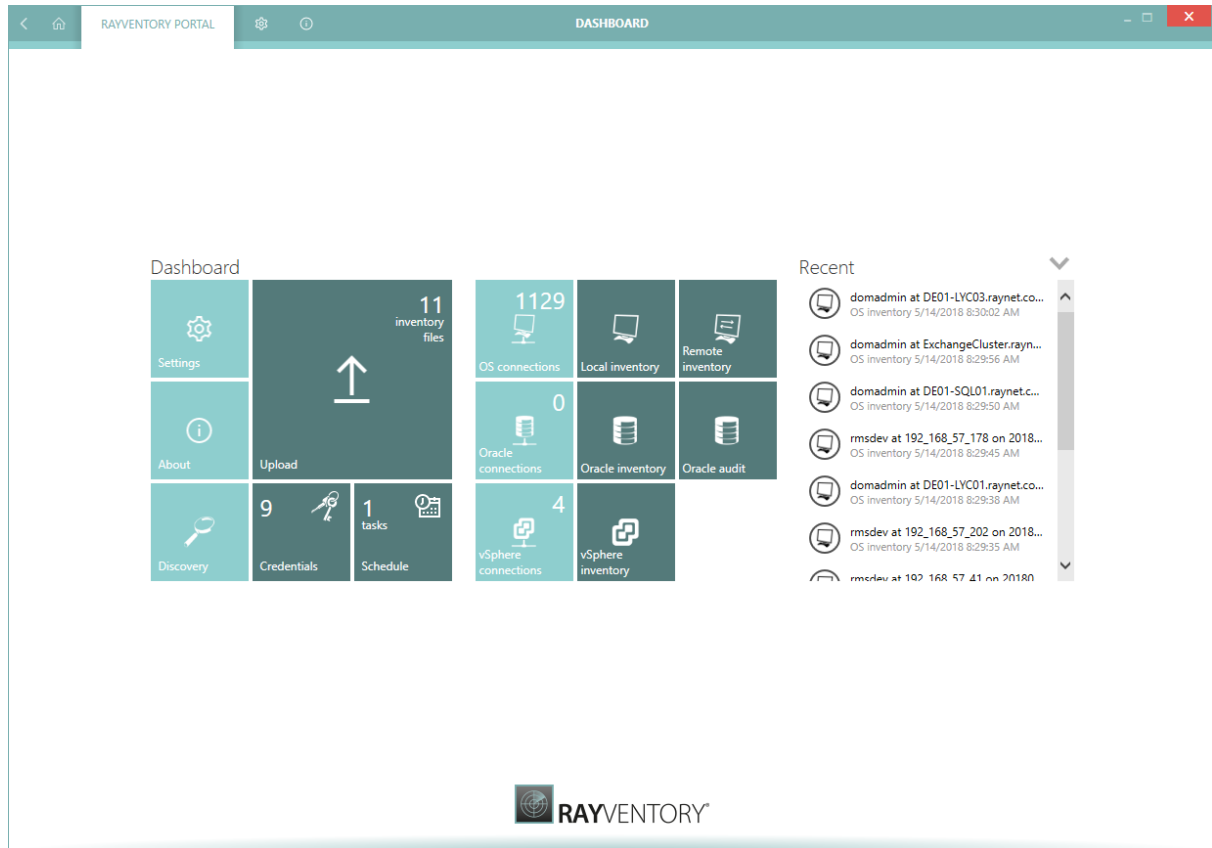 RAYVENTORY PORTAL
DASHBOARD
Dashboard
Settings
11
inventory
files
Upload
About
Discovery
9
Credentials
1
tasks
Schedule
1129
OS connections
Local inventory
Remote
inventory
0
Oracle
connections
Oracle inventory
Oracle audit
4
vSphere
connections
vSphere
inventory
Recent
domadmin at DE01-LYC03.raynet.co...
OS inventory 5/14/2018 8:30:02 AM
domadmin at ExchangeCluster.rayn...
OS inventory 5/14/2018 8:29:56 AM
domadmin at DE01-SQL01.raynet.c...
OS inventory 5/14/2018 8:29:50 AM
rmsdev at 192_168_57_178 on 2018...
OS inventory 5/14/2018 8:29:45 AM
domadmin at DE01-LYC01.raynet.co...
OS inventory 5/14/2018 8:29:38 AM
rmsdev at 192_168_57_202 on 2018...
OS inventory 5/14/2018 8:29:35 AM
rmsdev at 192_168_57_41 on 20180
RAYVENTORY®